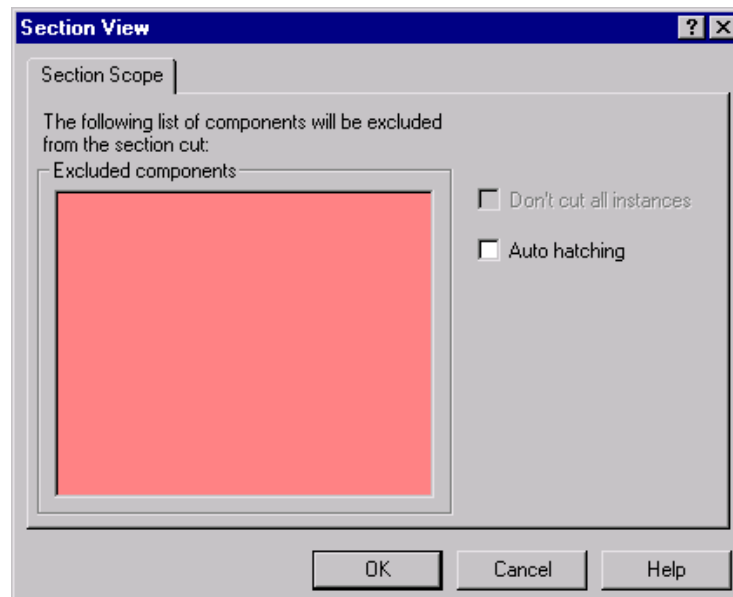 Section View
Section Scope
The following list of components will be excluded
from the section cut:
Excluded components
Don't cut all instances
Auto hatching
OK
Cancel
Help